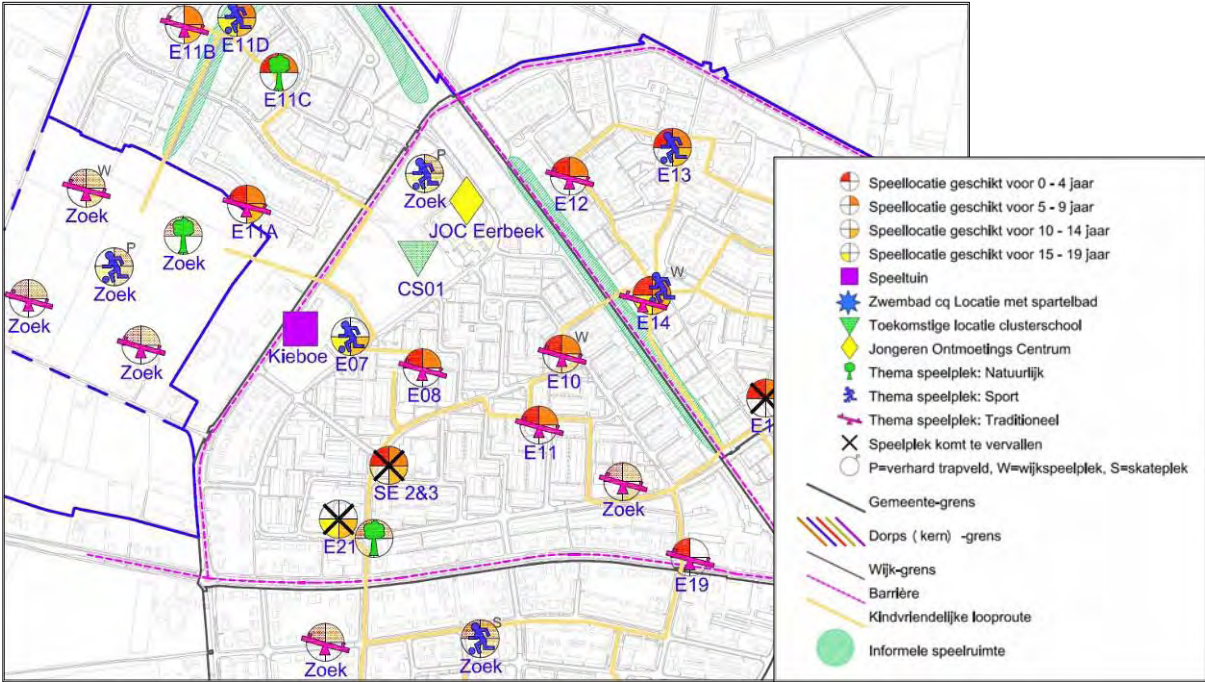 E11B
E11D
E11C
W
Zoek
E11A
Zoek
P
Zoek
Zoek
Zoek
P
Zoek
JOC Eerbeek
CS01
E12
E13
W
E14
Kieboe
E07
E08
W
E10
E11
E1
SE 2&3
Zoek
E21
E19
Zoek
S
Zoek
Speellocatie geschikt voor 0 - 4 jaar
Speellocatie geschikt voor 5 - 9 jaar
Speellocatie geschikt voor 10 - 14 jaar
Speellocatie geschikt voor 15 - 19 jaar
Speeltuin
Zwembad cq Locatie met spartelbad
Toekomstige locatie clusterschool
Jongeren Ontmoetings Centrum
Thema speelplek: Natuurlijk
Thema speelplek: Sport
Thema speelplek: Traditioneel
Speelplek komt te vervallen
P=verhard trapveld, W=wijkspeelplek, S=skateplek
Gemeente-grens
Dorps ( kern) -grens
Wijk-grens
Barrière
Kindvriendelijke looproute
Informele speelruimte